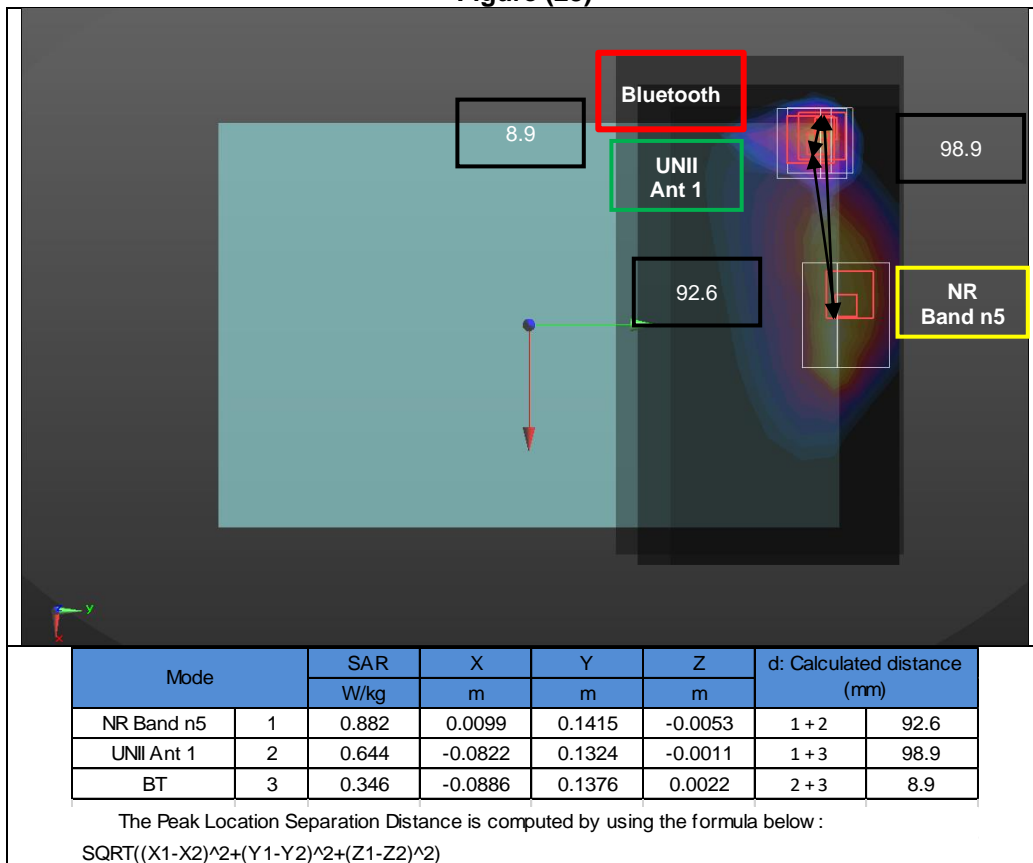 Bluetooth
8.9
98.9
UNII
Ant 1
92.6
NR
Band n5
y
x
Mode SAR X Y Z d: Calculated distance (mm)
W/kg m m m
NR Band n5 1 0.882 0.0099 0.1415 -0.0053 1 + 2 92.6
UNII Ant 1 2 0.644 -0.0822 0.1324 -0.0011 1 + 3 98.9
BT 3 0.346 -0.0886 0.1376 0.0022 2 + 3 8.9
The Peak Location Separation Distance is computed by using the formula below :
SQRT((X1-X2)^2+(Y1-Y2)^2+(Z1-Z2)^2)